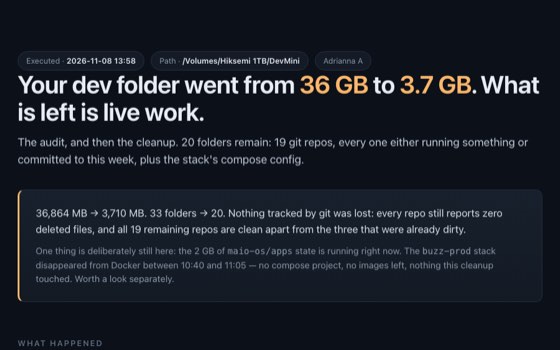 Executed · 2026-11-08 13:58 Path · /Volumes/Hiksemi 1TB/DevMini Adrianna A
Your dev folder went from 36 GB to 3.7 GB. What
is left is live work.
The audit, and then the cleanup. 20 folders remain: 19 git repos, every one either running something or
committed to this week, plus the stack's compose config.
36,864 MB → 3,710 MB. 33 folders → 20. Nothing tracked by git was lost: every repo still reports zero
deleted files, and all 19 remaining repos are clean apart from the three that were already dirty.
One thing is deliberately still here: the 2 GB of maio-os/apps state is running right now. The buzz-prod stack
disappeared from Docker between 10:40 and 11:05 — no compose project, no images left, nothing this cleanup
touched. Worth a look separately.
WHAT HAPPENED